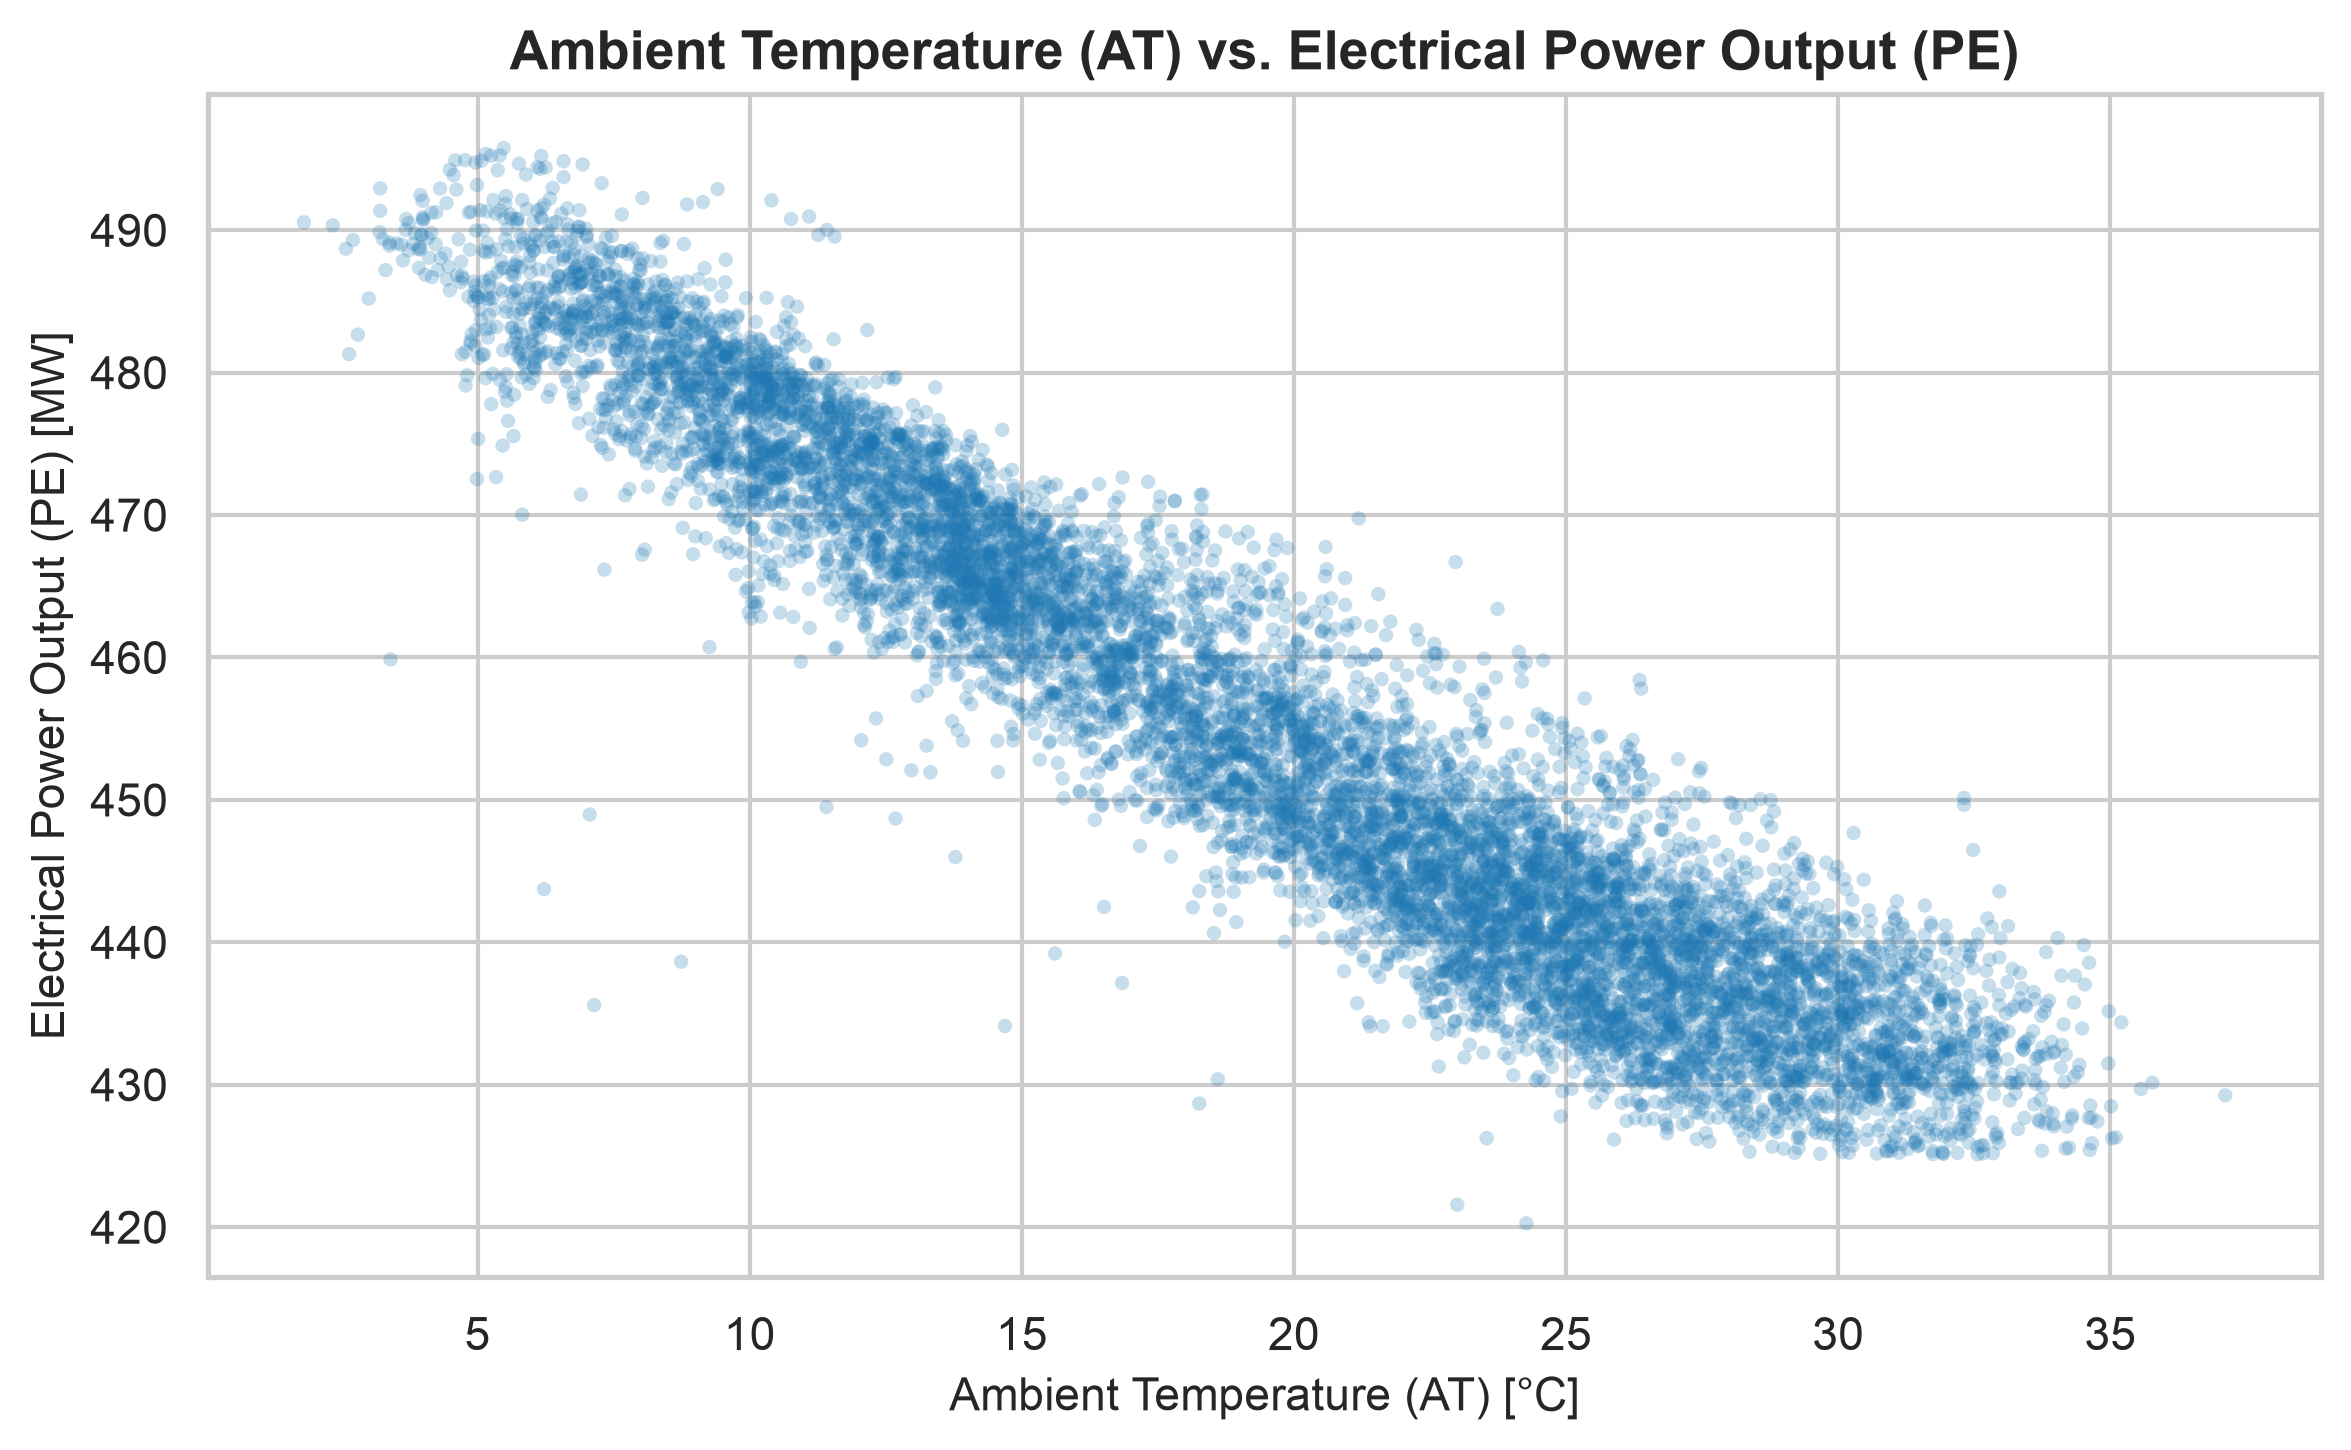 Ambient Temperature (AT) vs. Electrical Power Output (PE)
Electrical Power Output (PE) [MW]
490
480
470
460
450
440
430
420
5 10 15 20 25 30 35
Ambient Temperature (AT) [°C]